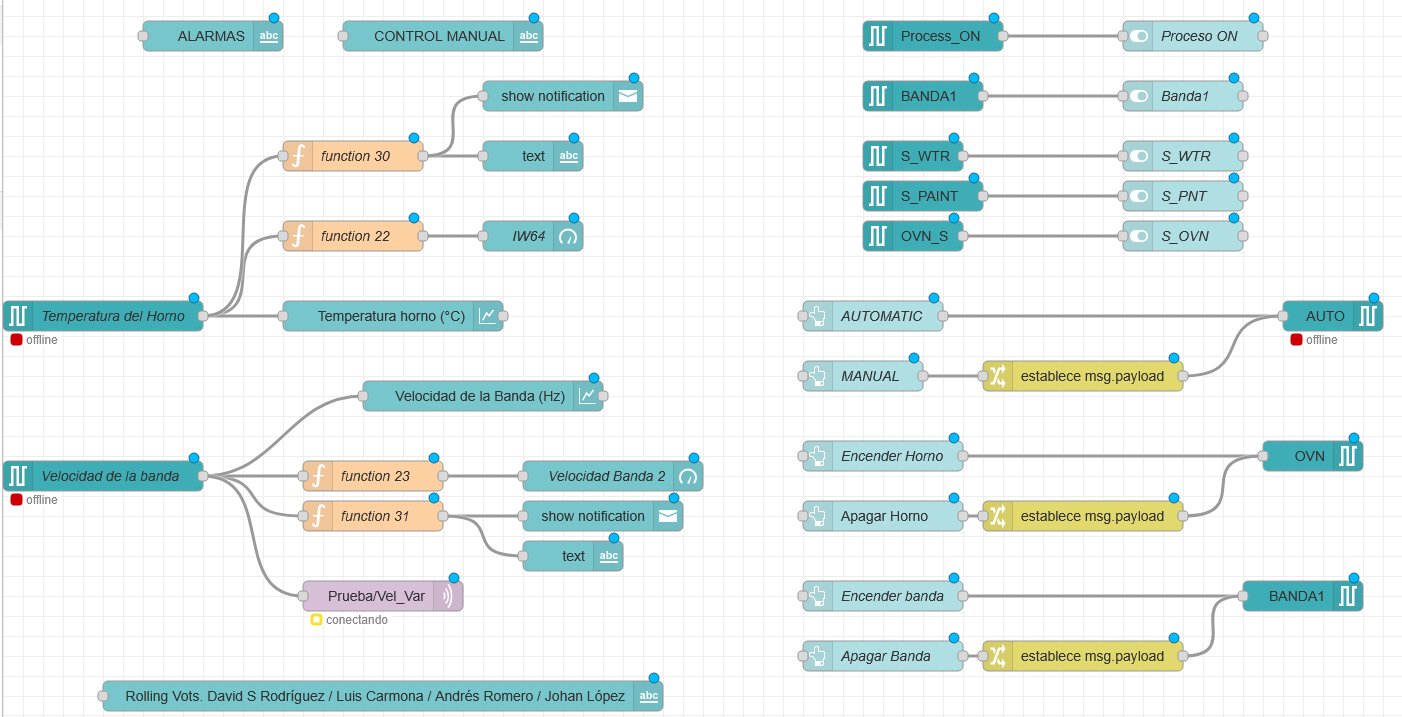 ALARMAS abc
CONTROL MANUAL abc
show notification
function 30
text abc
function 22
IW64
Temperatura del Horno
offline
Temperatura horno (°C)
Velocidad de la Banda (Hz)
Velocidad de la banda
offline
function 23
Velocidad Banda 2
function 31
show notification
text abc
Prueba/Vel_Var
conectando
Rolling Vots. David S Rodríguez / Luis Carmona / Andrés Romero / Johan López abc
Process_ON
Proceso ON
BANDA1
Banda1
S_WTR
S_WTR
S_PAINT
S_PNT
OVN_S
S_OVN
AUTOMATIC
AUTO
offline
MANUAL
establece msg.payload
Encender Horno
OVN
Apagar Horno
establece msg.payload
Encender banda
BANDA1
Apagar Banda
establece msg.payload